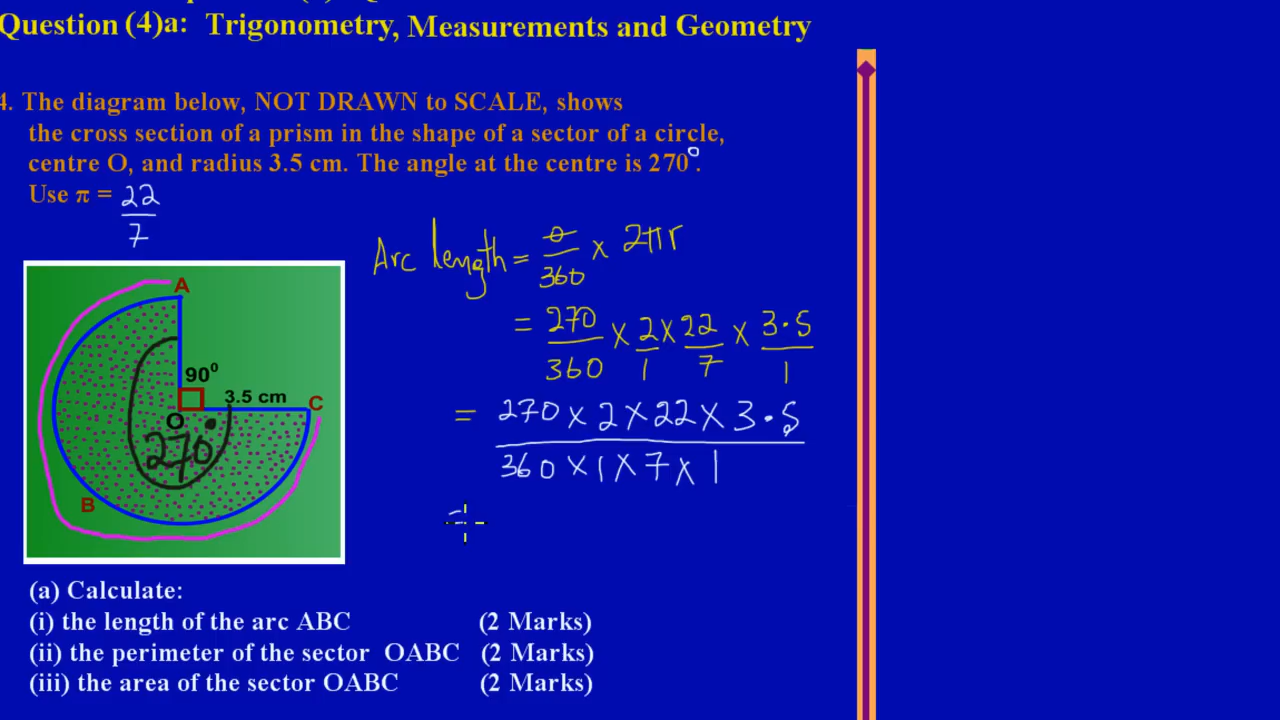 Question (4)a: Trigonometry, Measurements and Geometry
4. The diagram below, NOT DRAWN to SCALE, shows
the cross section of a prism in the shape of a sector of a circle,
centre O, and radius 3.5 cm. The angle at the centre is 270°.
Use π = 22/7
Arc length = θ/360 × 2πr
= 270/360 × 2/1 × 22/7 × 3.5/1
= 270 × 2 × 22 × 3.5
360 × 1 × 7 × 1
=
A
90°
3.5 cm
C
O
270°
B
(a) Calculate:
(i) the length of the arc ABC (2 Marks)
(ii) the perimeter of the sector OABC (2 Marks)
(iii) the area of the sector OABC (2 Marks)